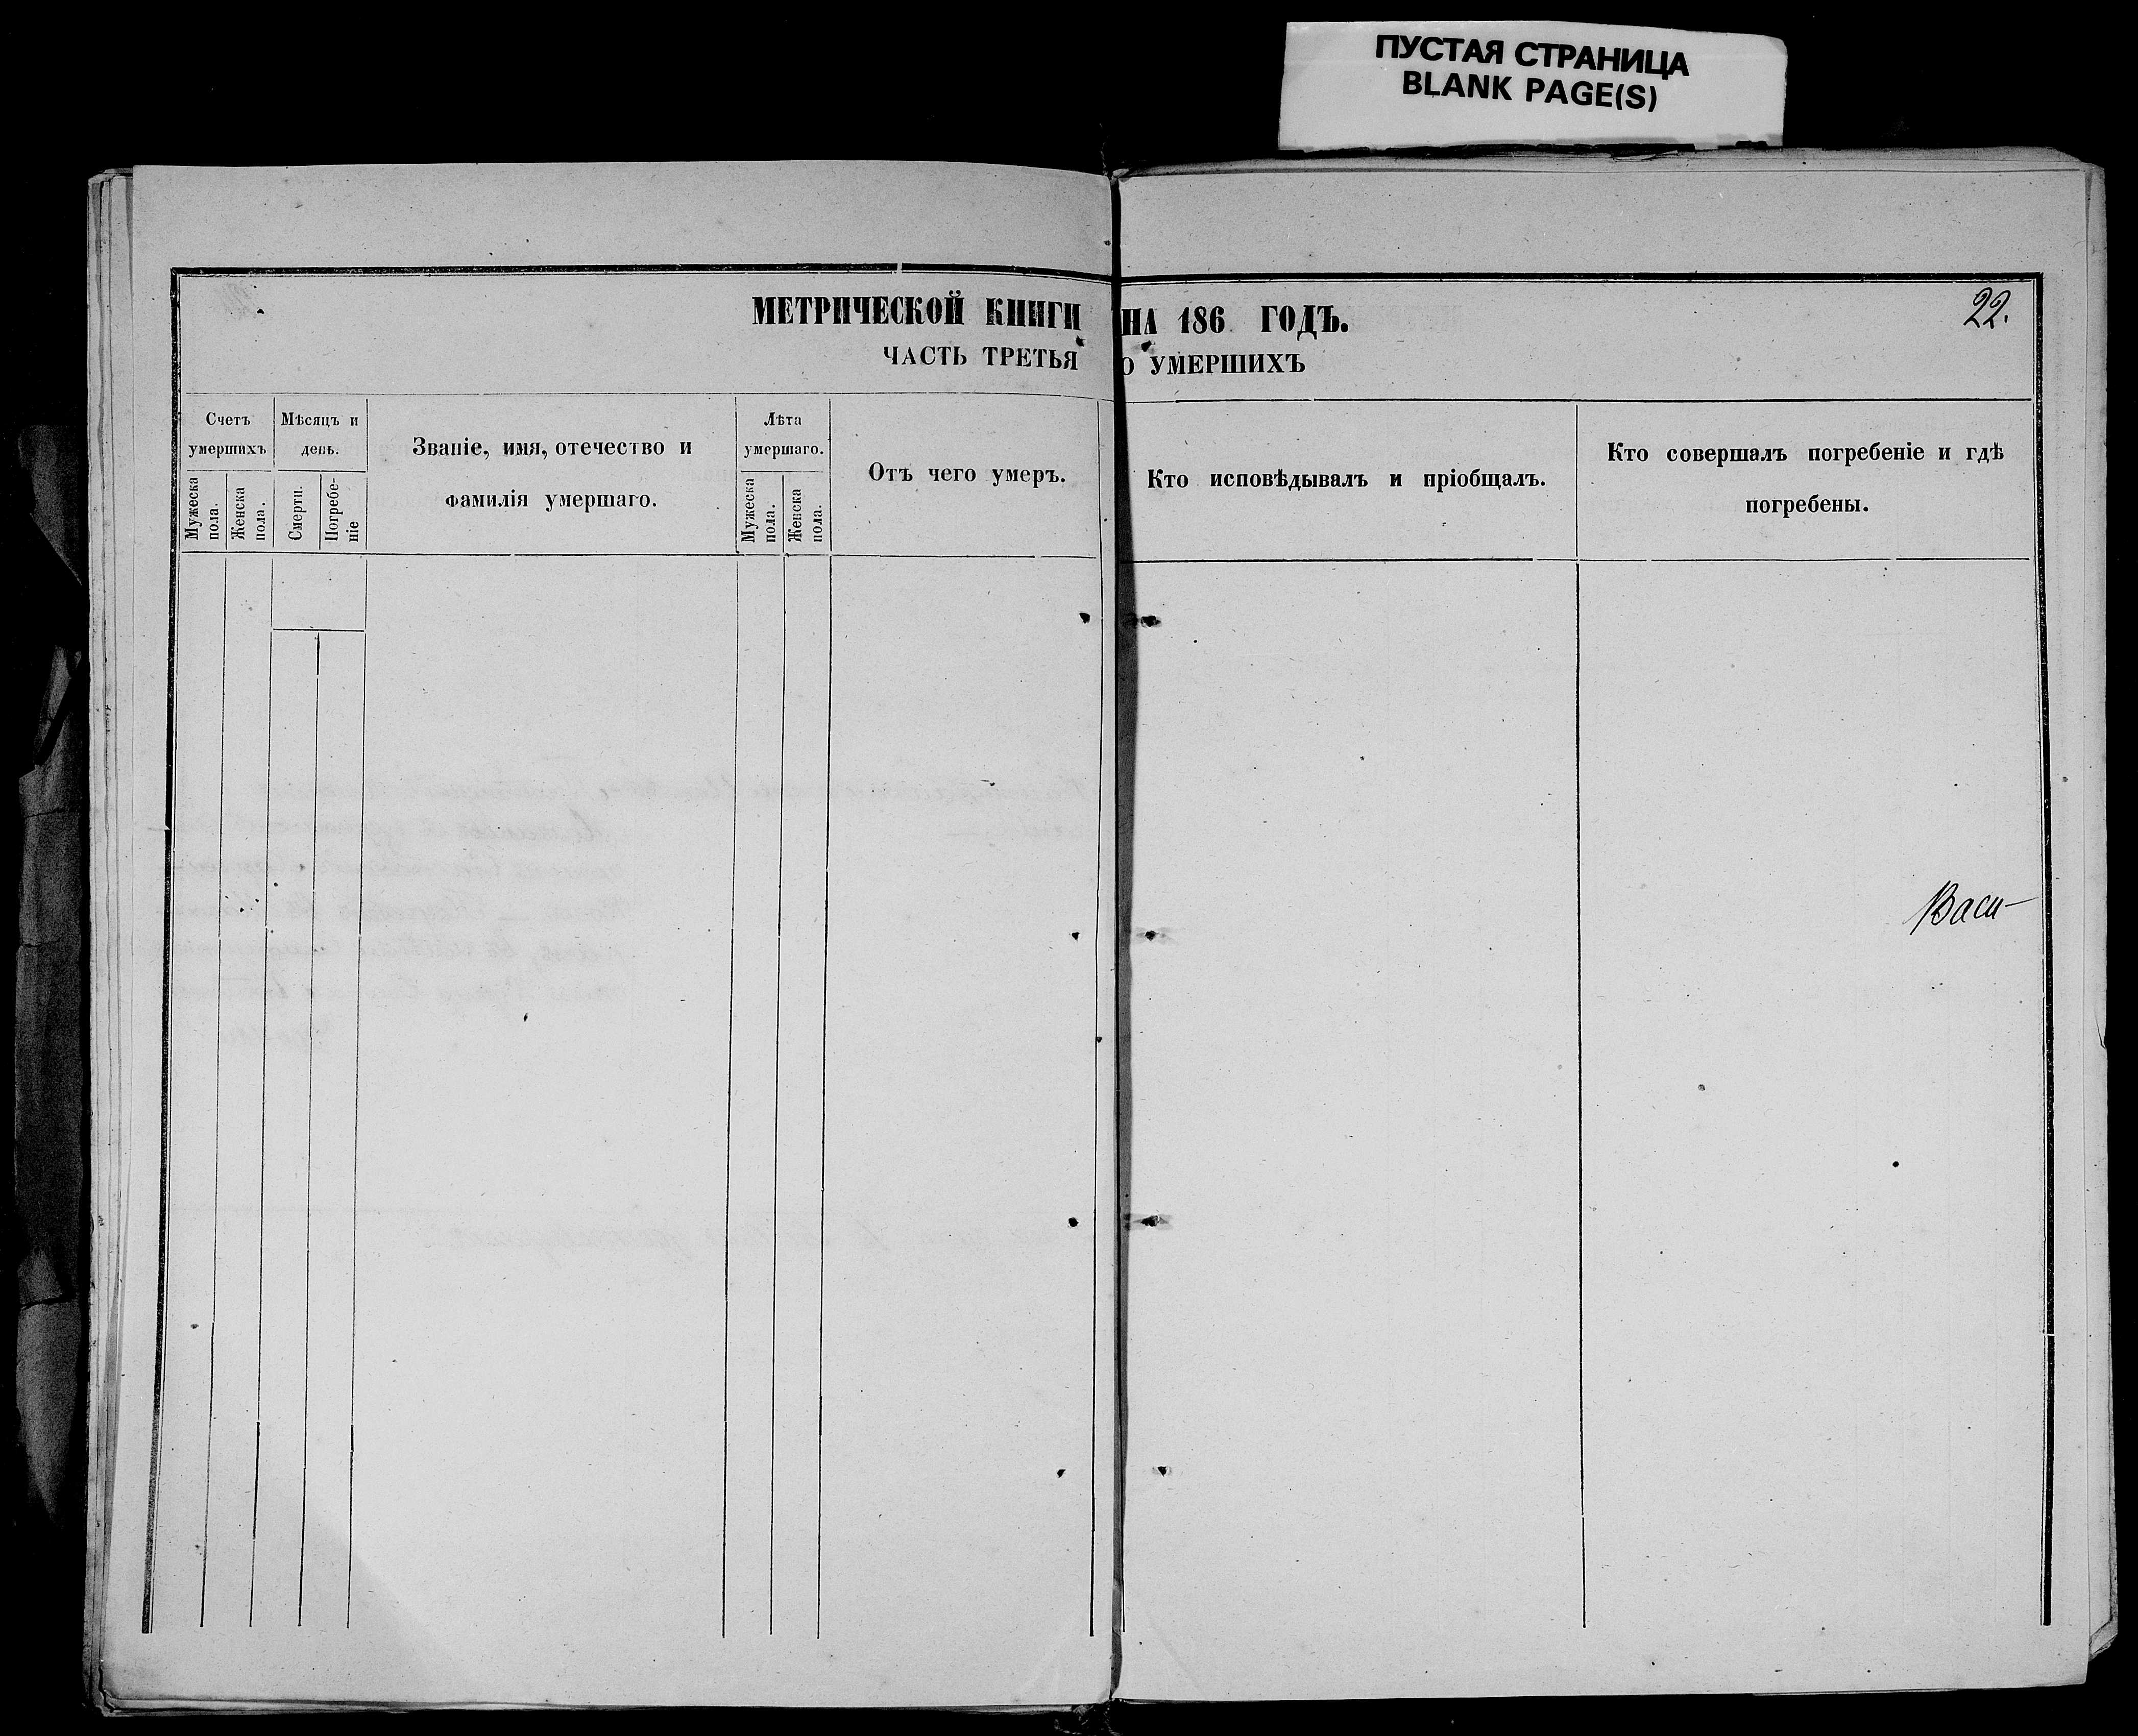 ПУСТАЯ СТРАНИЦА
BLANK PAGE(S)
МЕТРИЧЕСКОЙ КНИГИ НА 186 ГОДЪ.
22.
ЧАСТЬ ТРЕТЬЯ О УМЕРШИХЪ
Счетъ
умершихъ
Мужеска
пола.
Женска
пола.
Мѣсяцъ и
день.
Смерти.
Погребе-
ніе
Званіе, имя, отечество и
фамилія умершаго.
Лѣта
умершаго.
Мужеска
пола.
Женска
пола.
Отъ чего умеръ.
Кто исповѣдывалъ и пріобщалъ.
Кто совершалъ погребеніе и гдѣ
погребены.
Васи-